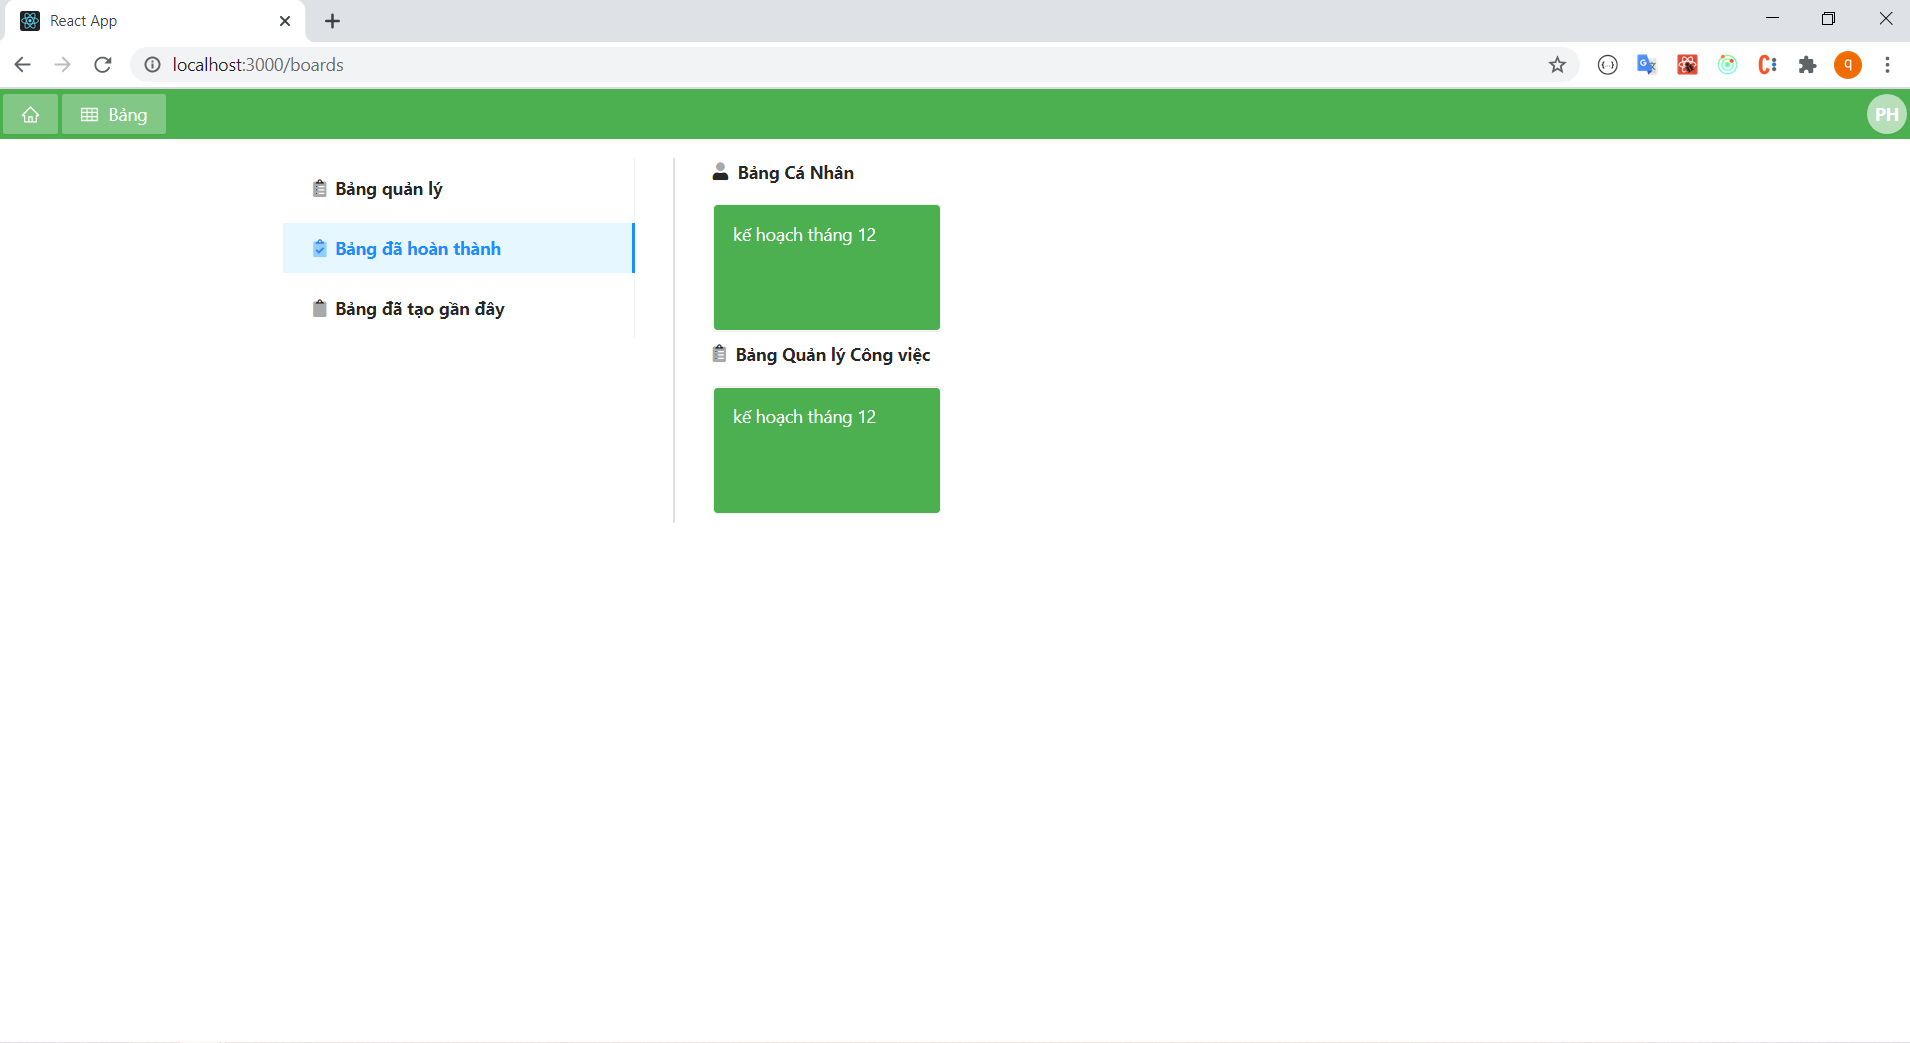 React App
localhost:3000/boards
q
Bảng
PH
Bảng quản lý
Bảng đã hoàn thành
Bảng đã tạo gần đây
Bảng Cá Nhân
kế hoạch tháng 12
Bảng Quản lý Công việc
kế hoạch tháng 12